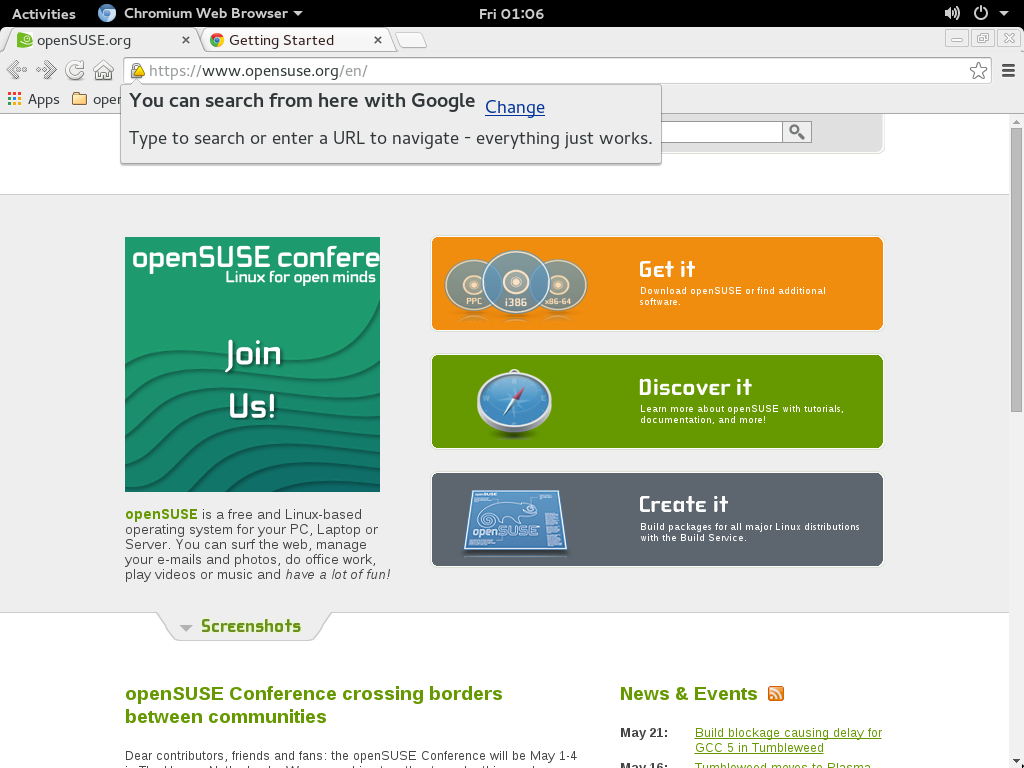 Activities Chromium Web Browser Fri 01:06
openSUSE.org Getting Started
https://www.opensuse.org/en/
Apps open
You can search from here with Google Change
Type to search or enter a URL to navigate - everything just works.
openSUSE confere
Linux for open minds
Join
Us!
PPC i386 x86-64
Get it
Download openSUSE or find additional
software.
Discover it
Learn more about openSUSE with tutorials,
documentation, and more!
openSUSE
Create it
Build packages for all major Linux distributions
with the Build Service.
openSUSE is a free and Linux-based
operating system for your PC, Laptop or
Server. You can surf the web, manage
your e-mails and photos, do office work,
play videos or music and have a lot of fun!
Screenshots
openSUSE Conference crossing borders
between communities
Dear contributors, friends and fans: the openSUSE Conference will be May 1-4
News & Events
May 21: Build blockage causing delay for
GCC 5 in Tumbleweed
May 16: Tumbleweed moves to Plasma